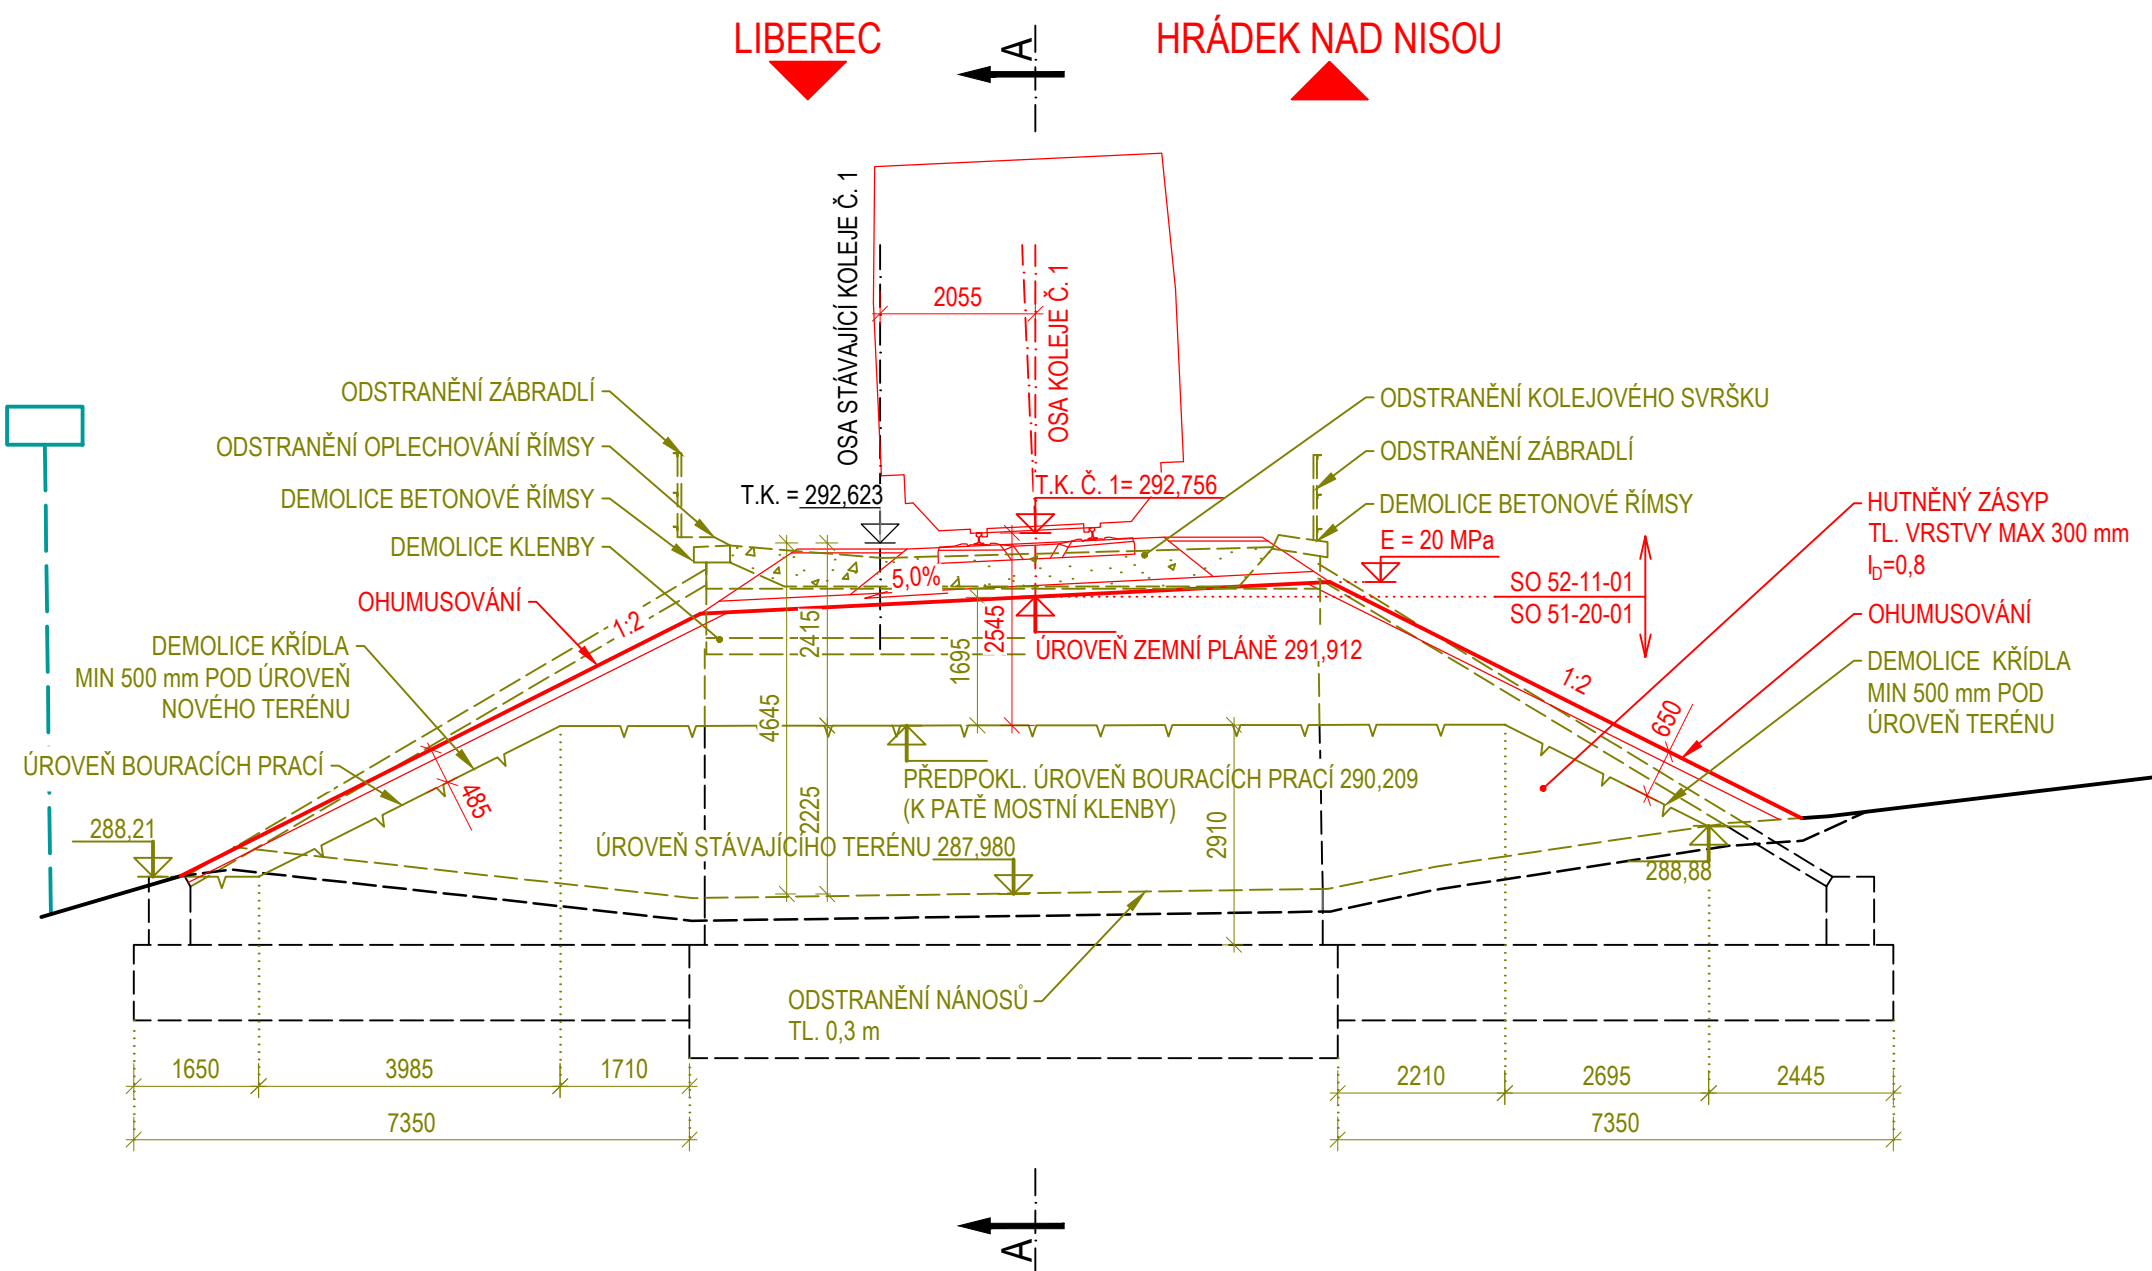 LIBEREC
A
HRÁDEK NAD NISOU
OSA STÁVAJÍCÍ KOLEJE Č. 1
2055
OSA KOLEJE Č. 1
ODSTRANĚNÍ ZÁBRADLÍ
ODSTRANĚNÍ OPLECHOVÁNÍ ŘÍMSY
DEMOLICE BETONOVÉ ŘÍMSY
DEMOLICE KLENBY
OHUMUSOVÁNÍ
DEMOLICE KŘÍDLA
MIN 500 mm POD ÚROVEŇ
NOVÉHO TERÉNU
ÚROVEŇ BOURACÍCH PRACÍ
T.K. = 292,623
T.K. Č. 1= 292,756
ODSTRANĚNÍ KOLEJOVÉHO SVRŠKU
ODSTRANĚNÍ ZÁBRADLÍ
DEMOLICE BETONOVÉ ŘÍMSY
E = 20 MPa
HUTNĚNÝ ZÁSYP
TL. VRSTVY MAX 300 mm
ID=0,8
SO 52-11-01
SO 51-20-01
OHUMUSOVÁNÍ
DEMOLICE KŘÍDLA
MIN 500 mm POD
ÚROVEŇ TERÉNU
5,0%
1:2
1:2
2415
2545
1695
4645
2225
2910
650
485
ÚROVEŇ ZEMNÍ PLÁNĚ 291,912
PŘEDPOKL. ÚROVEŇ BOURACÍCH PRACÍ 290,209
(K PATĚ MOSTNÍ KLENBY)
ÚROVEŇ STÁVAJÍCÍHO TERÉNU 287,980
288,21
288,88
ODSTRANĚNÍ NÁNOSŮ
TL. 0,3 m
1650
3985
1710
7350
2210
2695
2445
7350
A